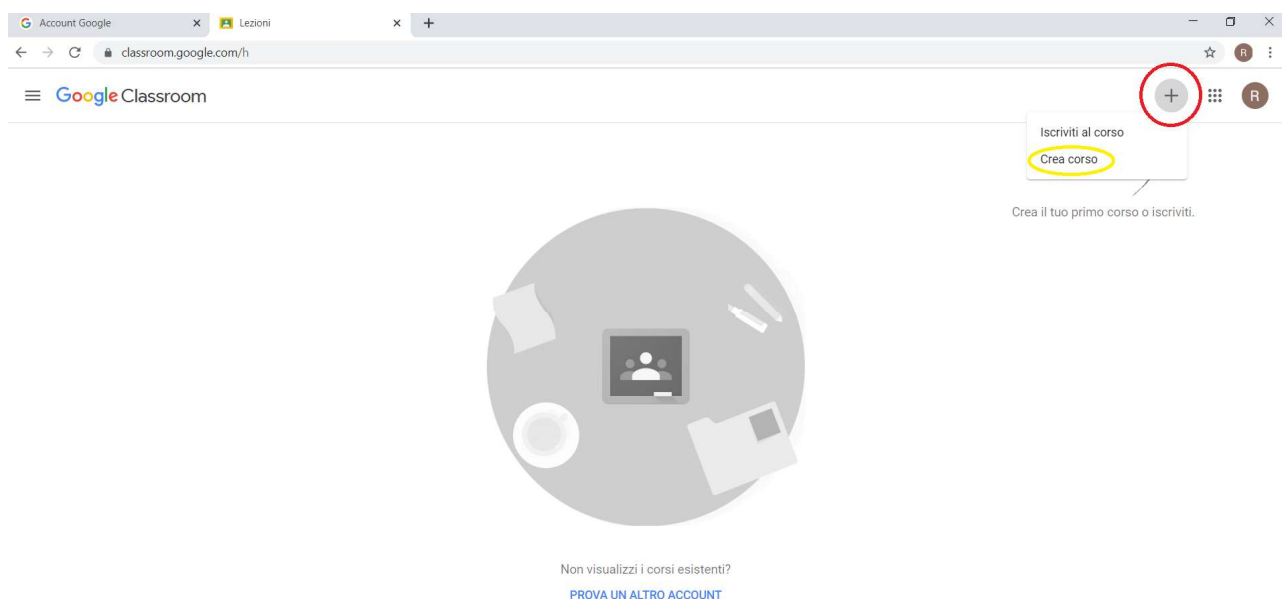 Account Google
Lezioni
classroom.google.com/h
R
Google Classroom
R
Iscriviti al corso
Crea corso
Crea il tuo primo corso o iscriviti.
Non visualizzi i corsi esistenti?
PROVA UN ALTRO ACCOUNT